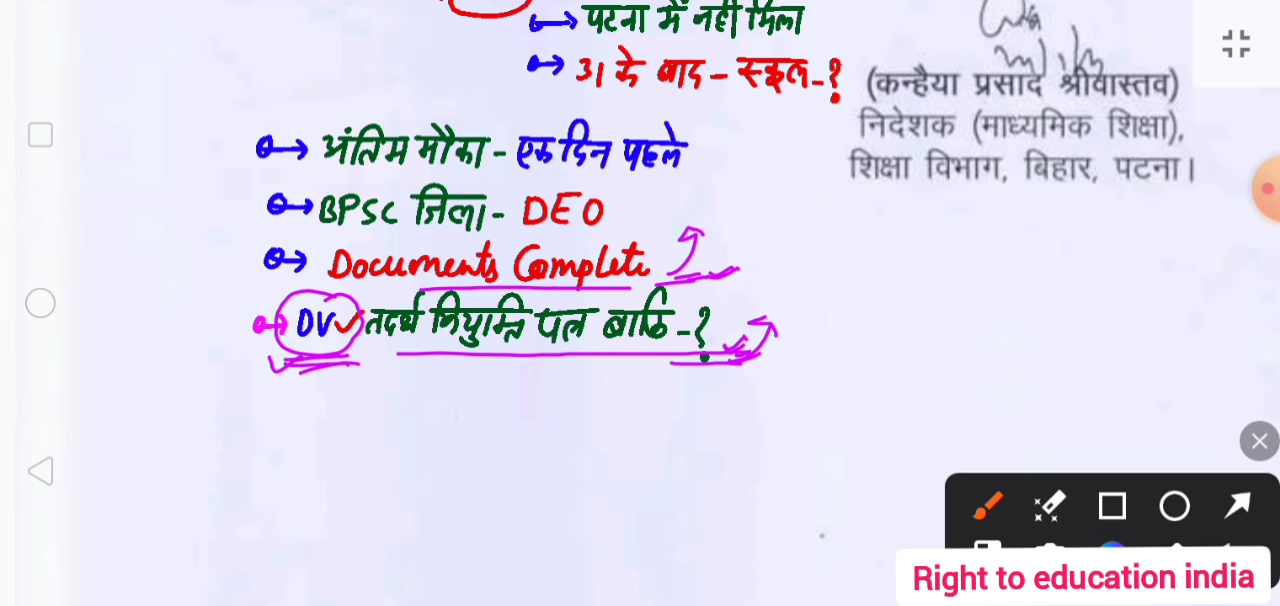 पटना में नहीं मिला
31 के बाद - स्कूल - ?
(कन्हैया प्रसाद श्रीवास्तव)
निदेशक (माध्यमिक शिक्षा),
शिक्षा विभाग, बिहार, पटना।
अंतिम मौका - एक दिन पहले
BPSC जिला - DEO
Documents Complete
DV तदर्थ नियुक्ति पत्र बाकि - ?
Right to education india